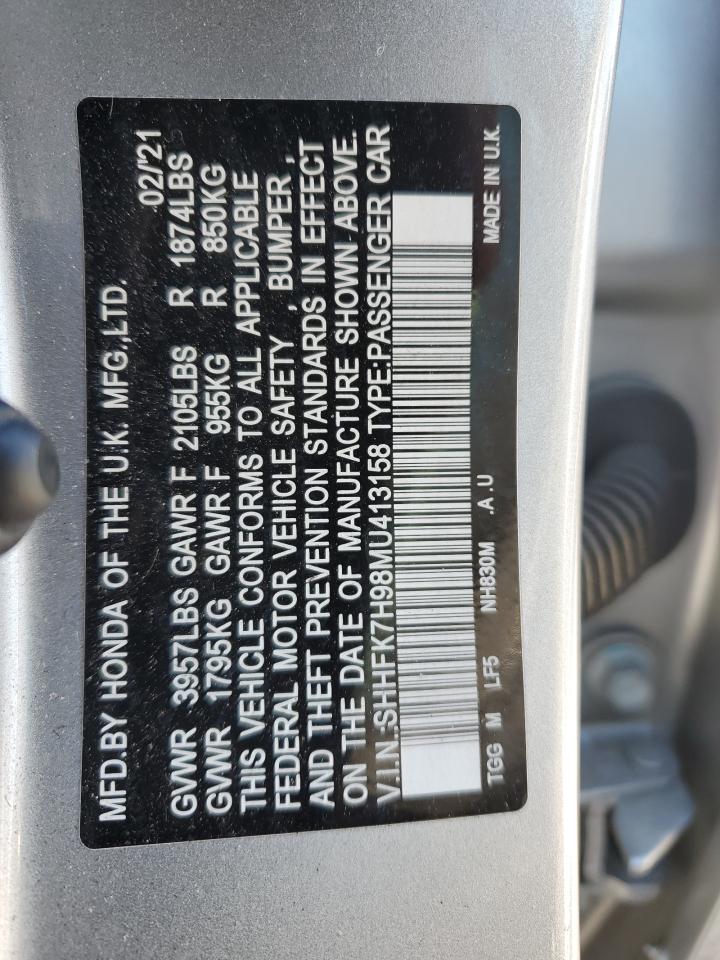 MFD.BY HONDA OF THE U.K. MFG.,LTD. 02/'21
GVWR 3957LBS GAWR F 2105LBS R 1874LBS
GVWR 1795KG GAWR F 955KG R 850KG
THIS VEHICLE CONFORMS TO ALL APPLICABLE
FEDERAL MOTOR VEHICLE SAFETY , BUMPER ,
AND THEFT PREVENTION STANDARDS IN EFFECT
ON THE DATE OF MANUFACTURE SHOWN ABOVE.
V.I.N.:SHHFK7H98MU413158 TYPE:PASSENGER CAR
TGG M LF5 NH830M .A .U MADE IN U.K.